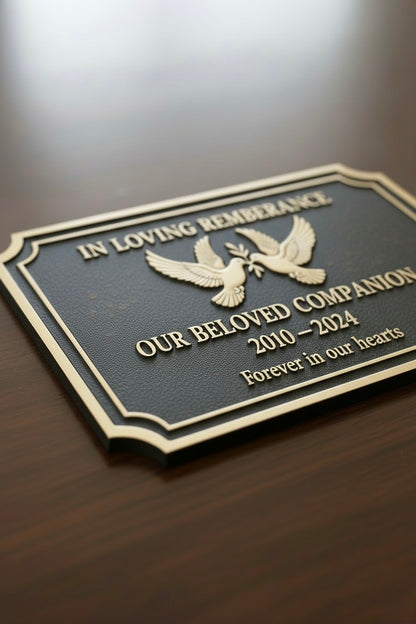 IN LOVING REMBERANCE
OUR BELOVED COMPANION
2010–2024
Forever in our hearts